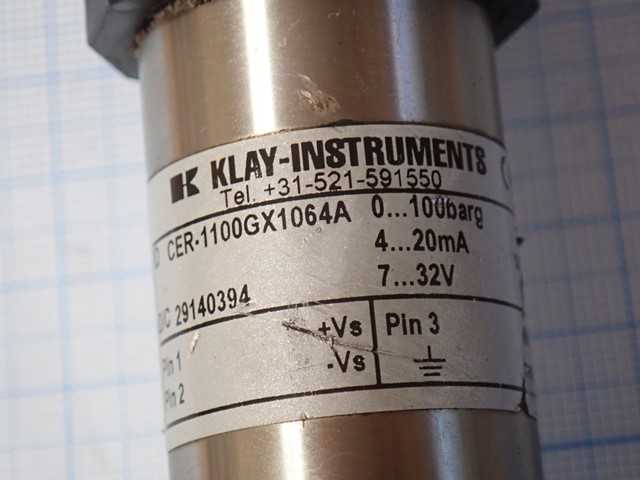 KLAY-INSTRUMENTS
Tel. +31-521-591550
CER-1100GX1064A 0...100barg
4...20mA
7...32V
29140394
Pin 1 +Vs Pin 3
Pin 2 -Vs